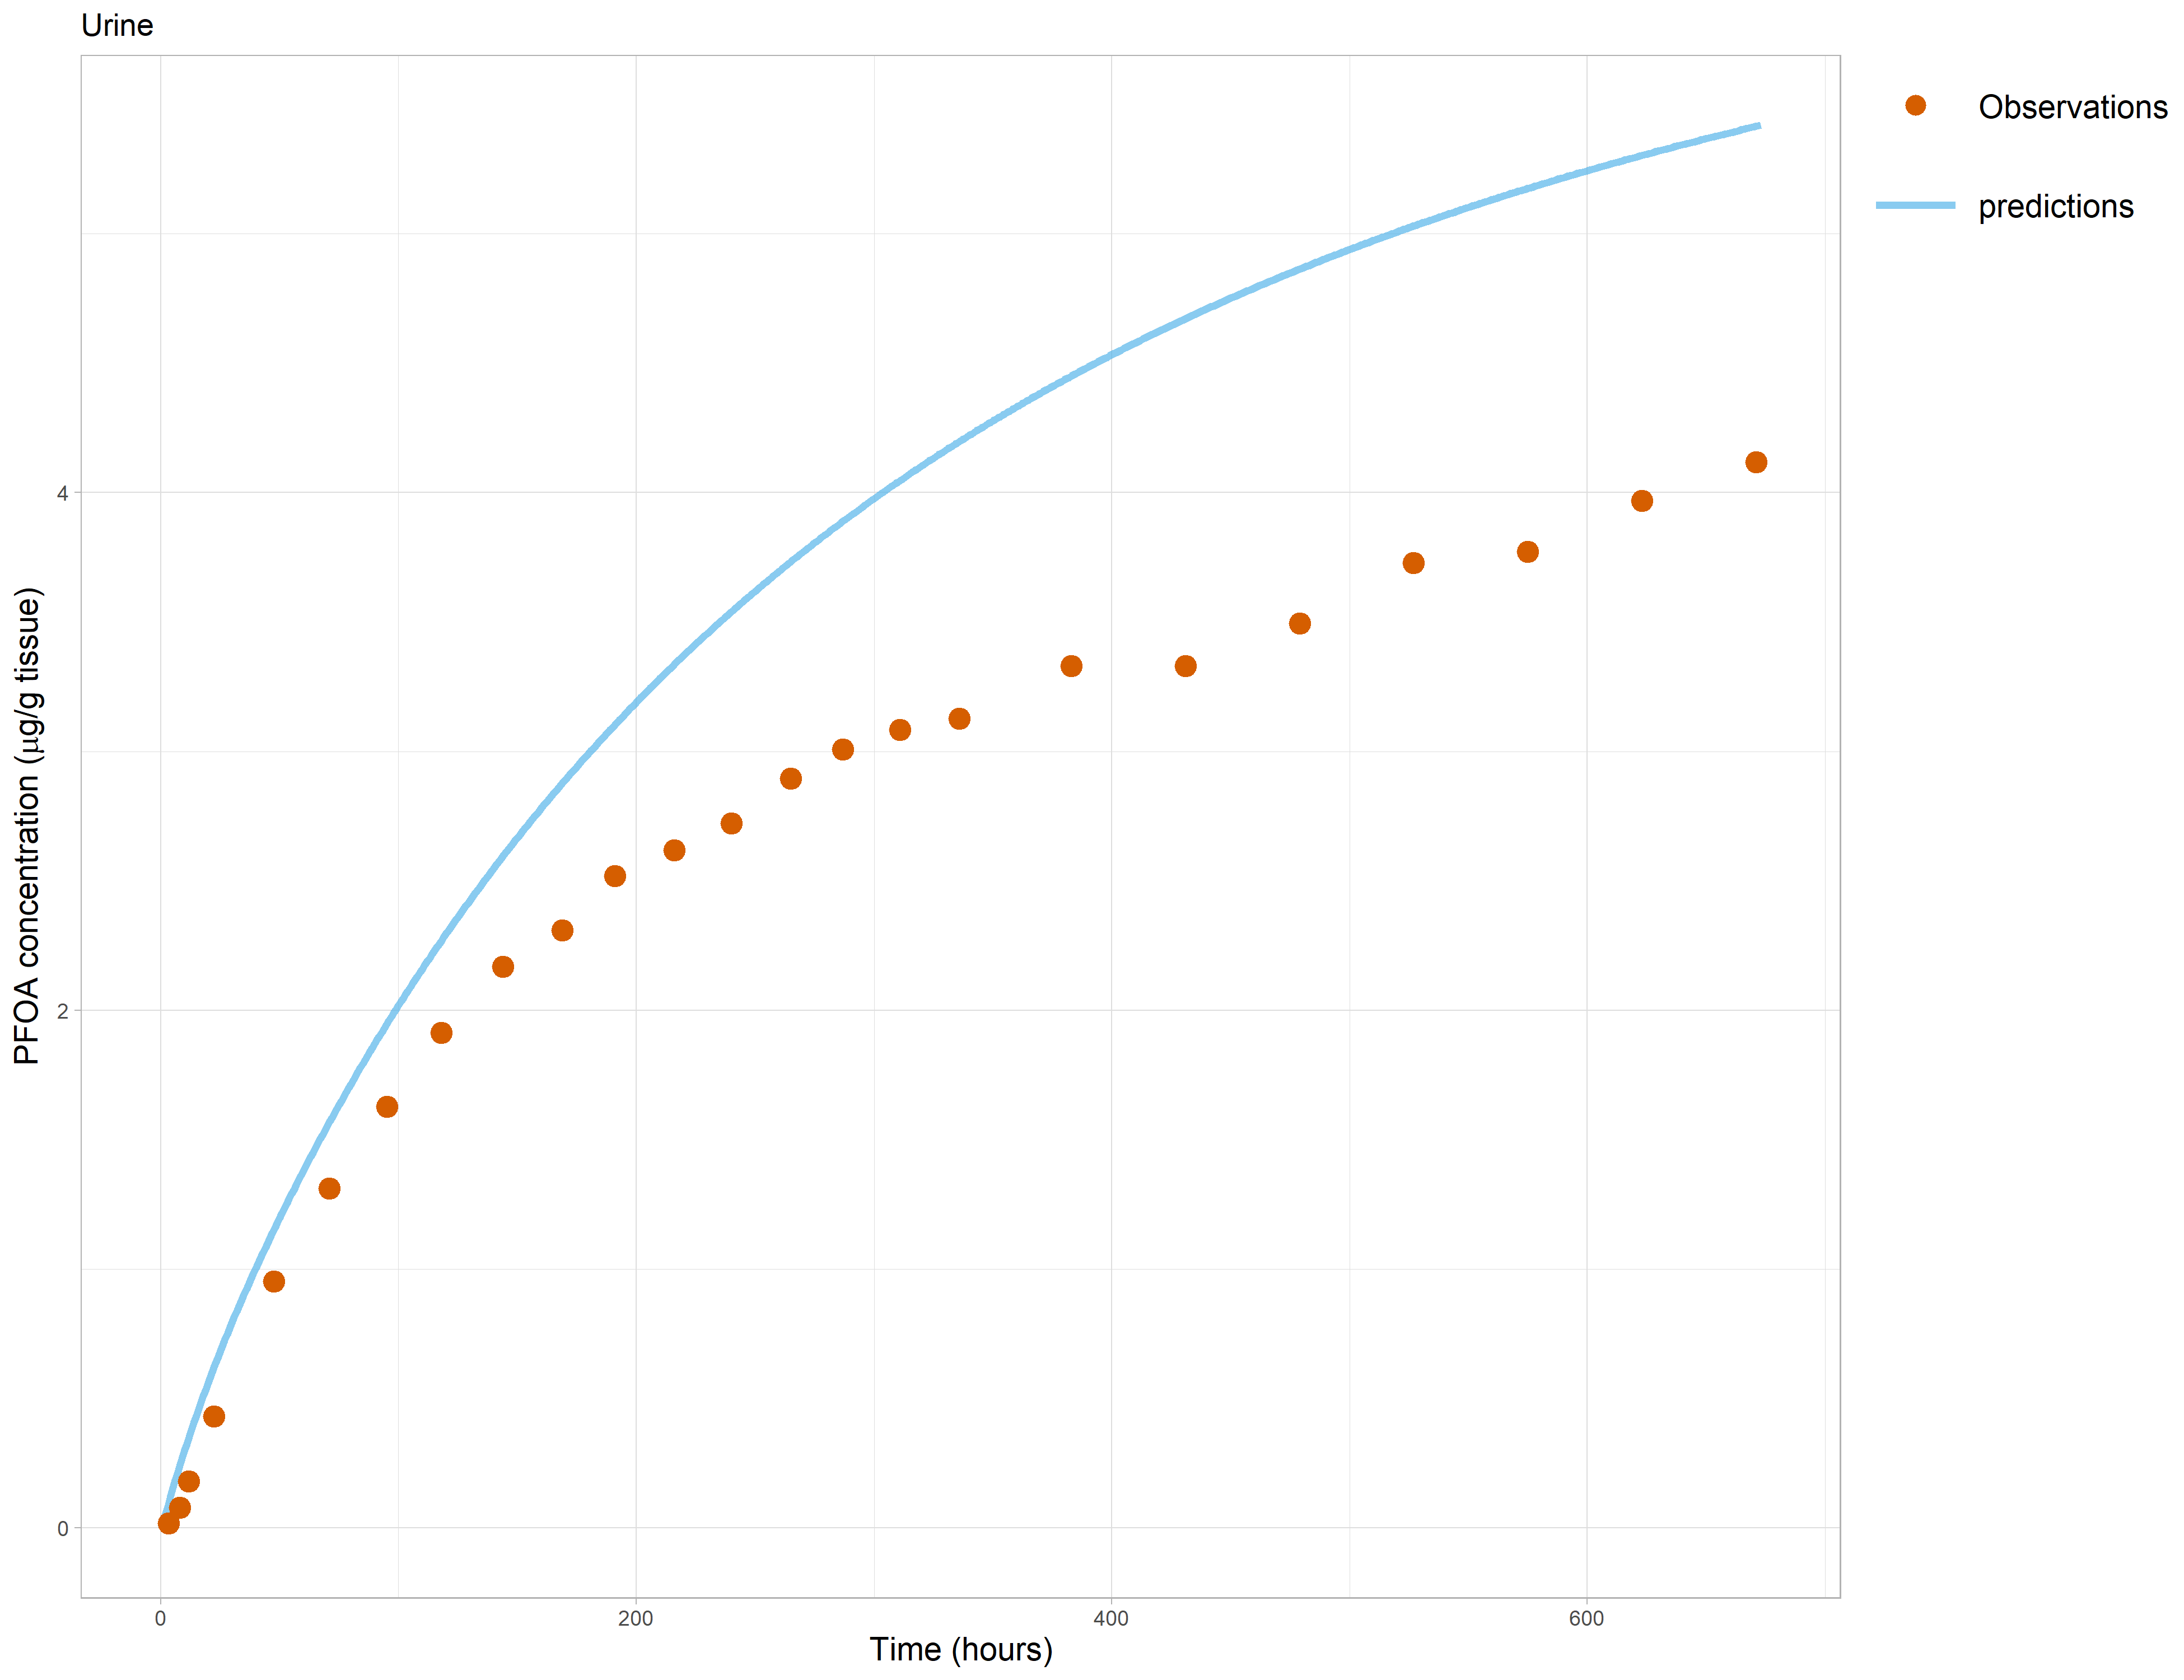 Urine
Observations
predictions
PFOA concentration (μg/g tissue)
4
2
0
0 200 400 600
Time (hours)